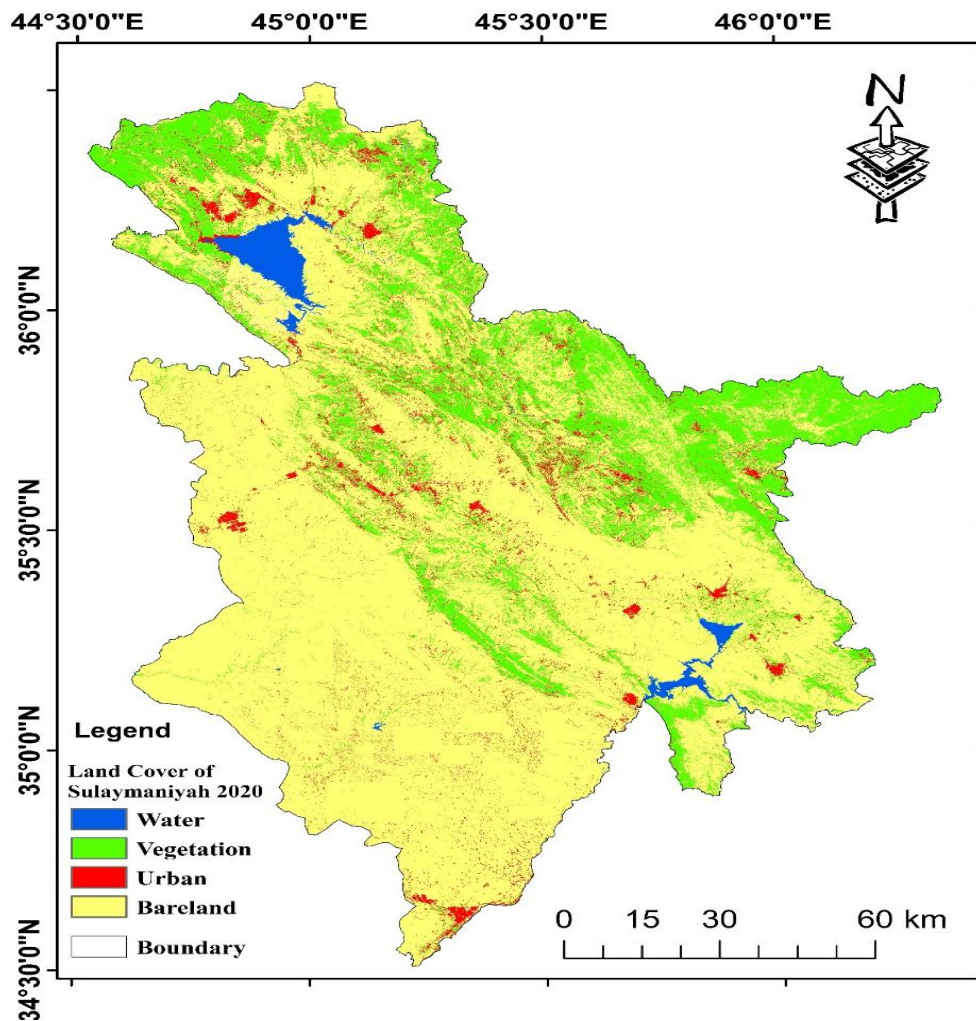 44°30'0"E 45°0'0"E 45°30'0"E 46°0'0"E
N
36°0'0"N
35°30'0"N
35°0'0"N
34°30'0"N
Legend
Land Cover of
Sulaymaniyah 2020
Water
Vegetation
Urban
Bareland
Boundary
0 15 30 60 km